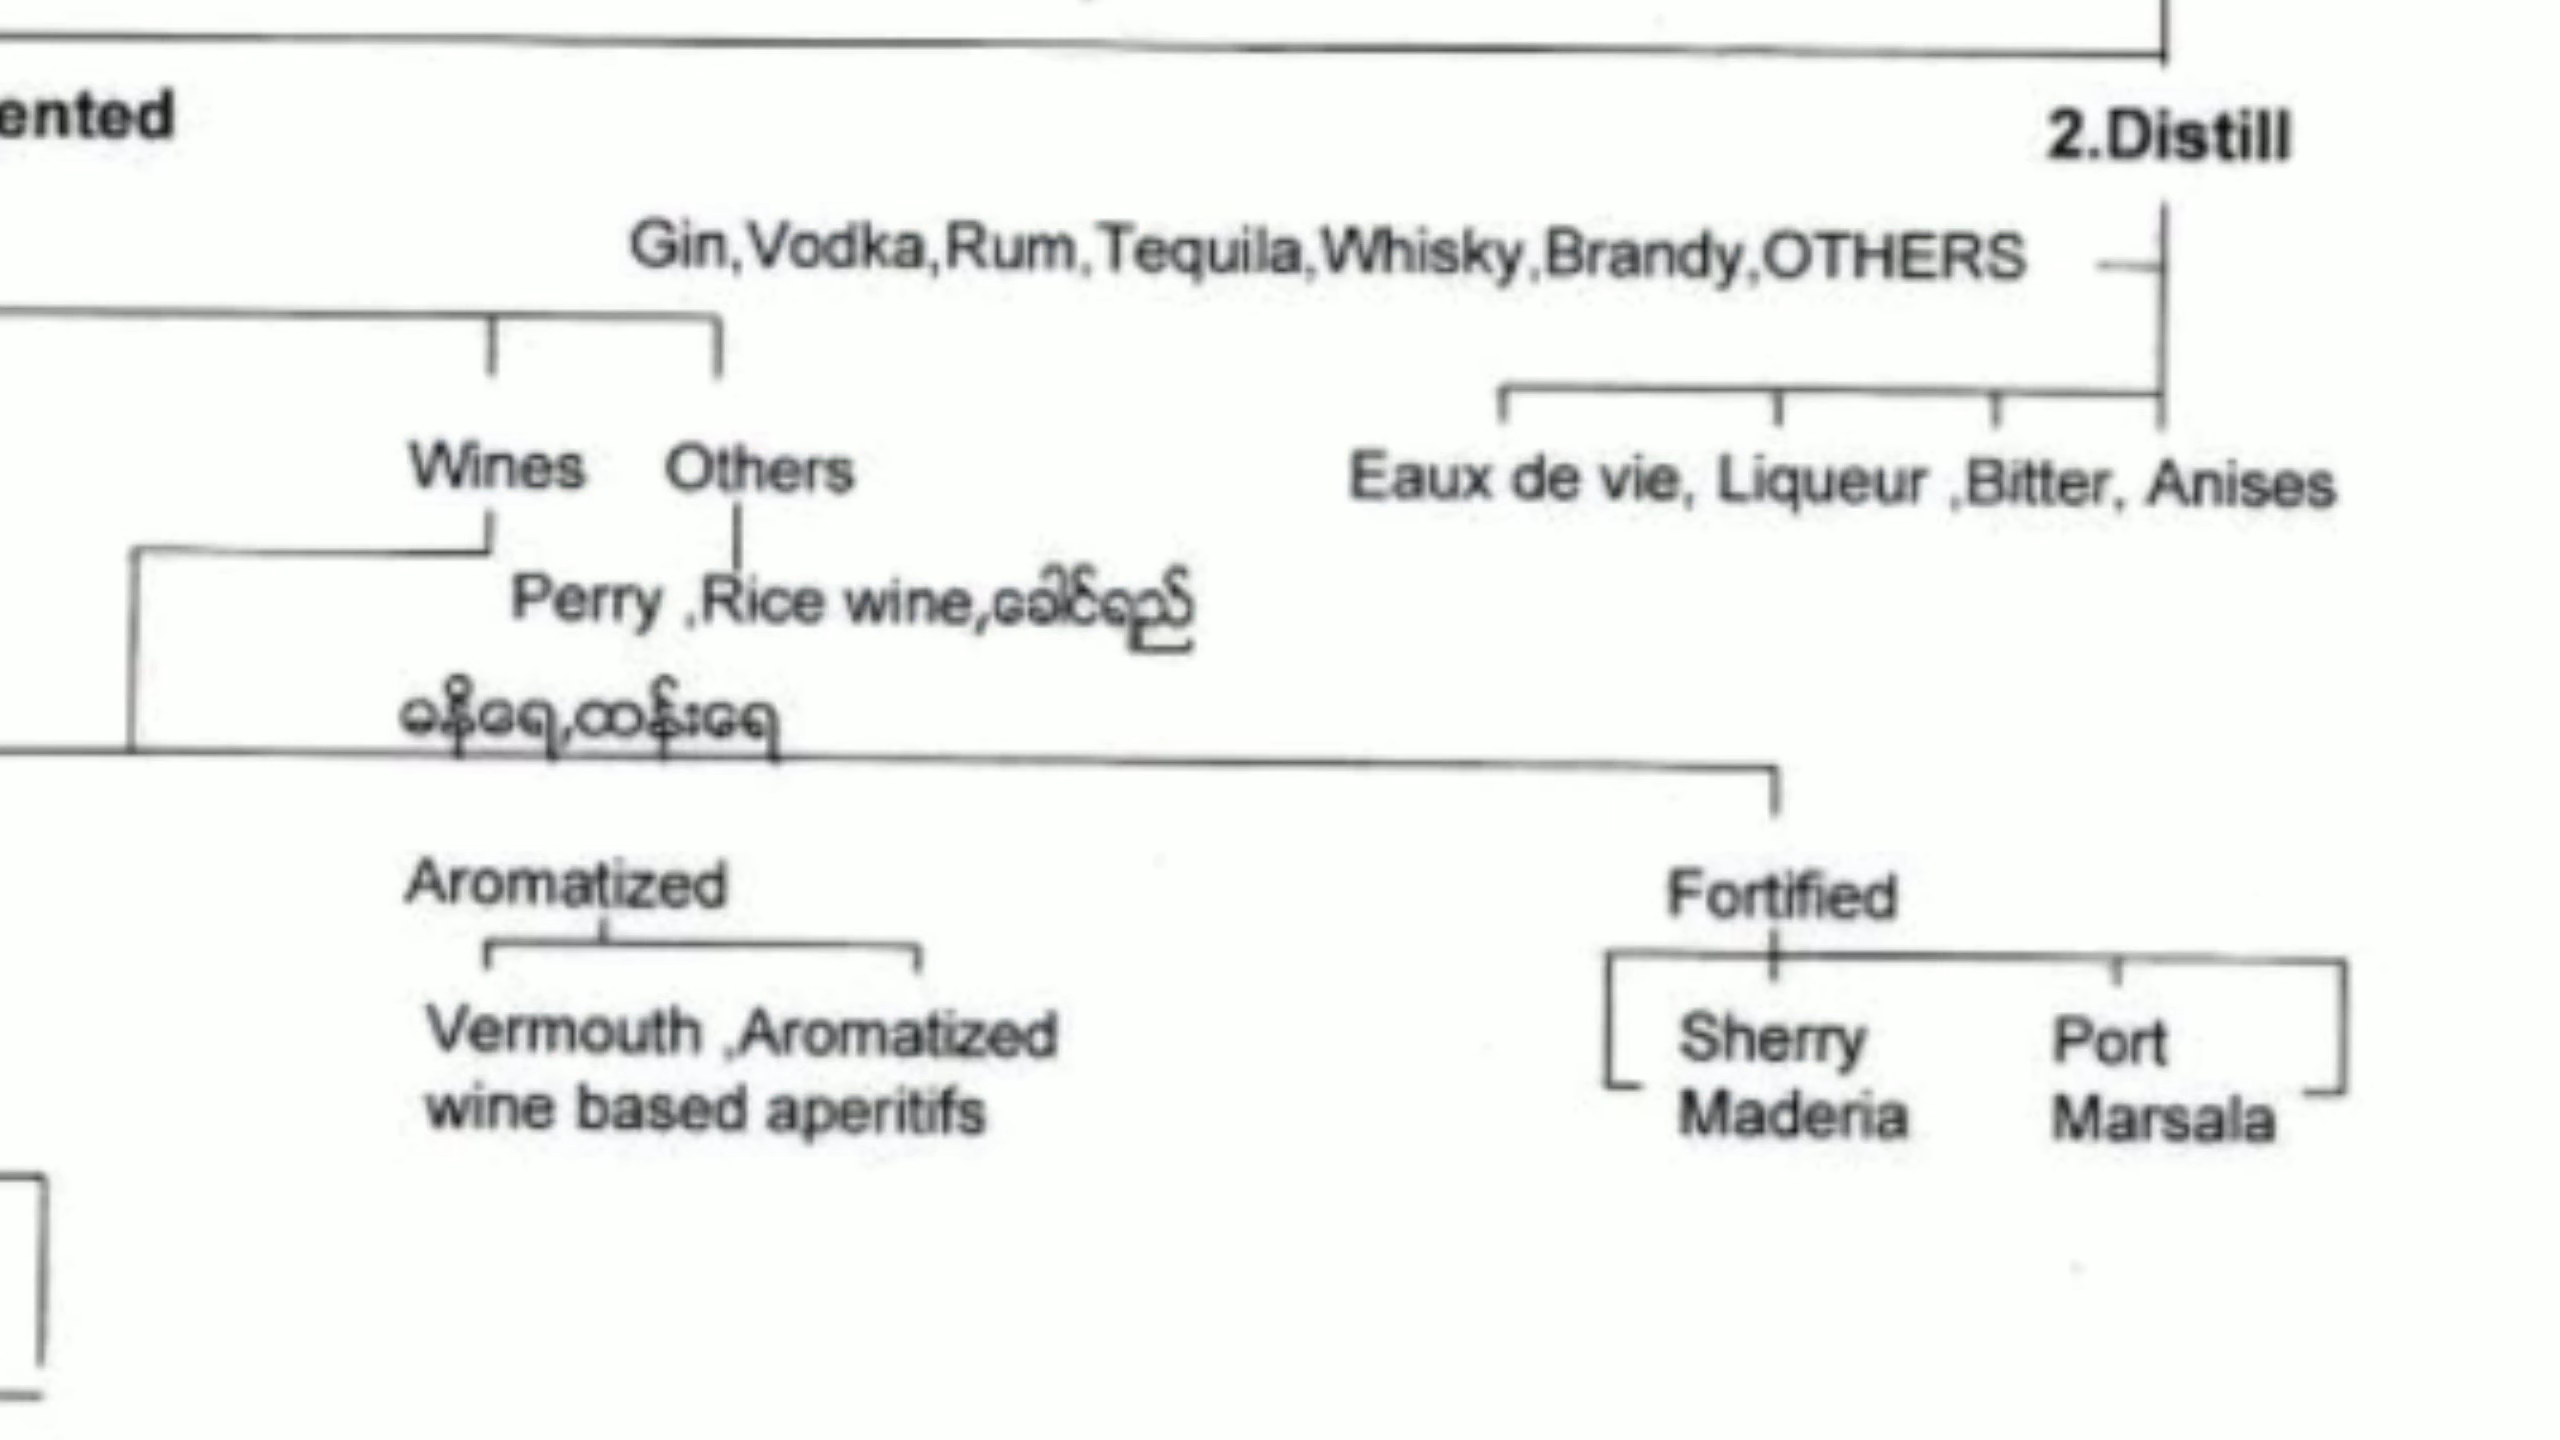 ented
2.Distill
Gin,Vodka,Rum,Tequila,Whisky,Brandy,OTHERS
Wines Others
Eaux de vie, Liqueur ,Bitter, Anises
Perry ,Rice wine,ခေါင်ရည်
ဓနိရေ,ထန်းရေ
Aromatized
Fortified
Vermouth ,Aromatized
wine based aperitifs
Sherry Port
Maderia Marsala